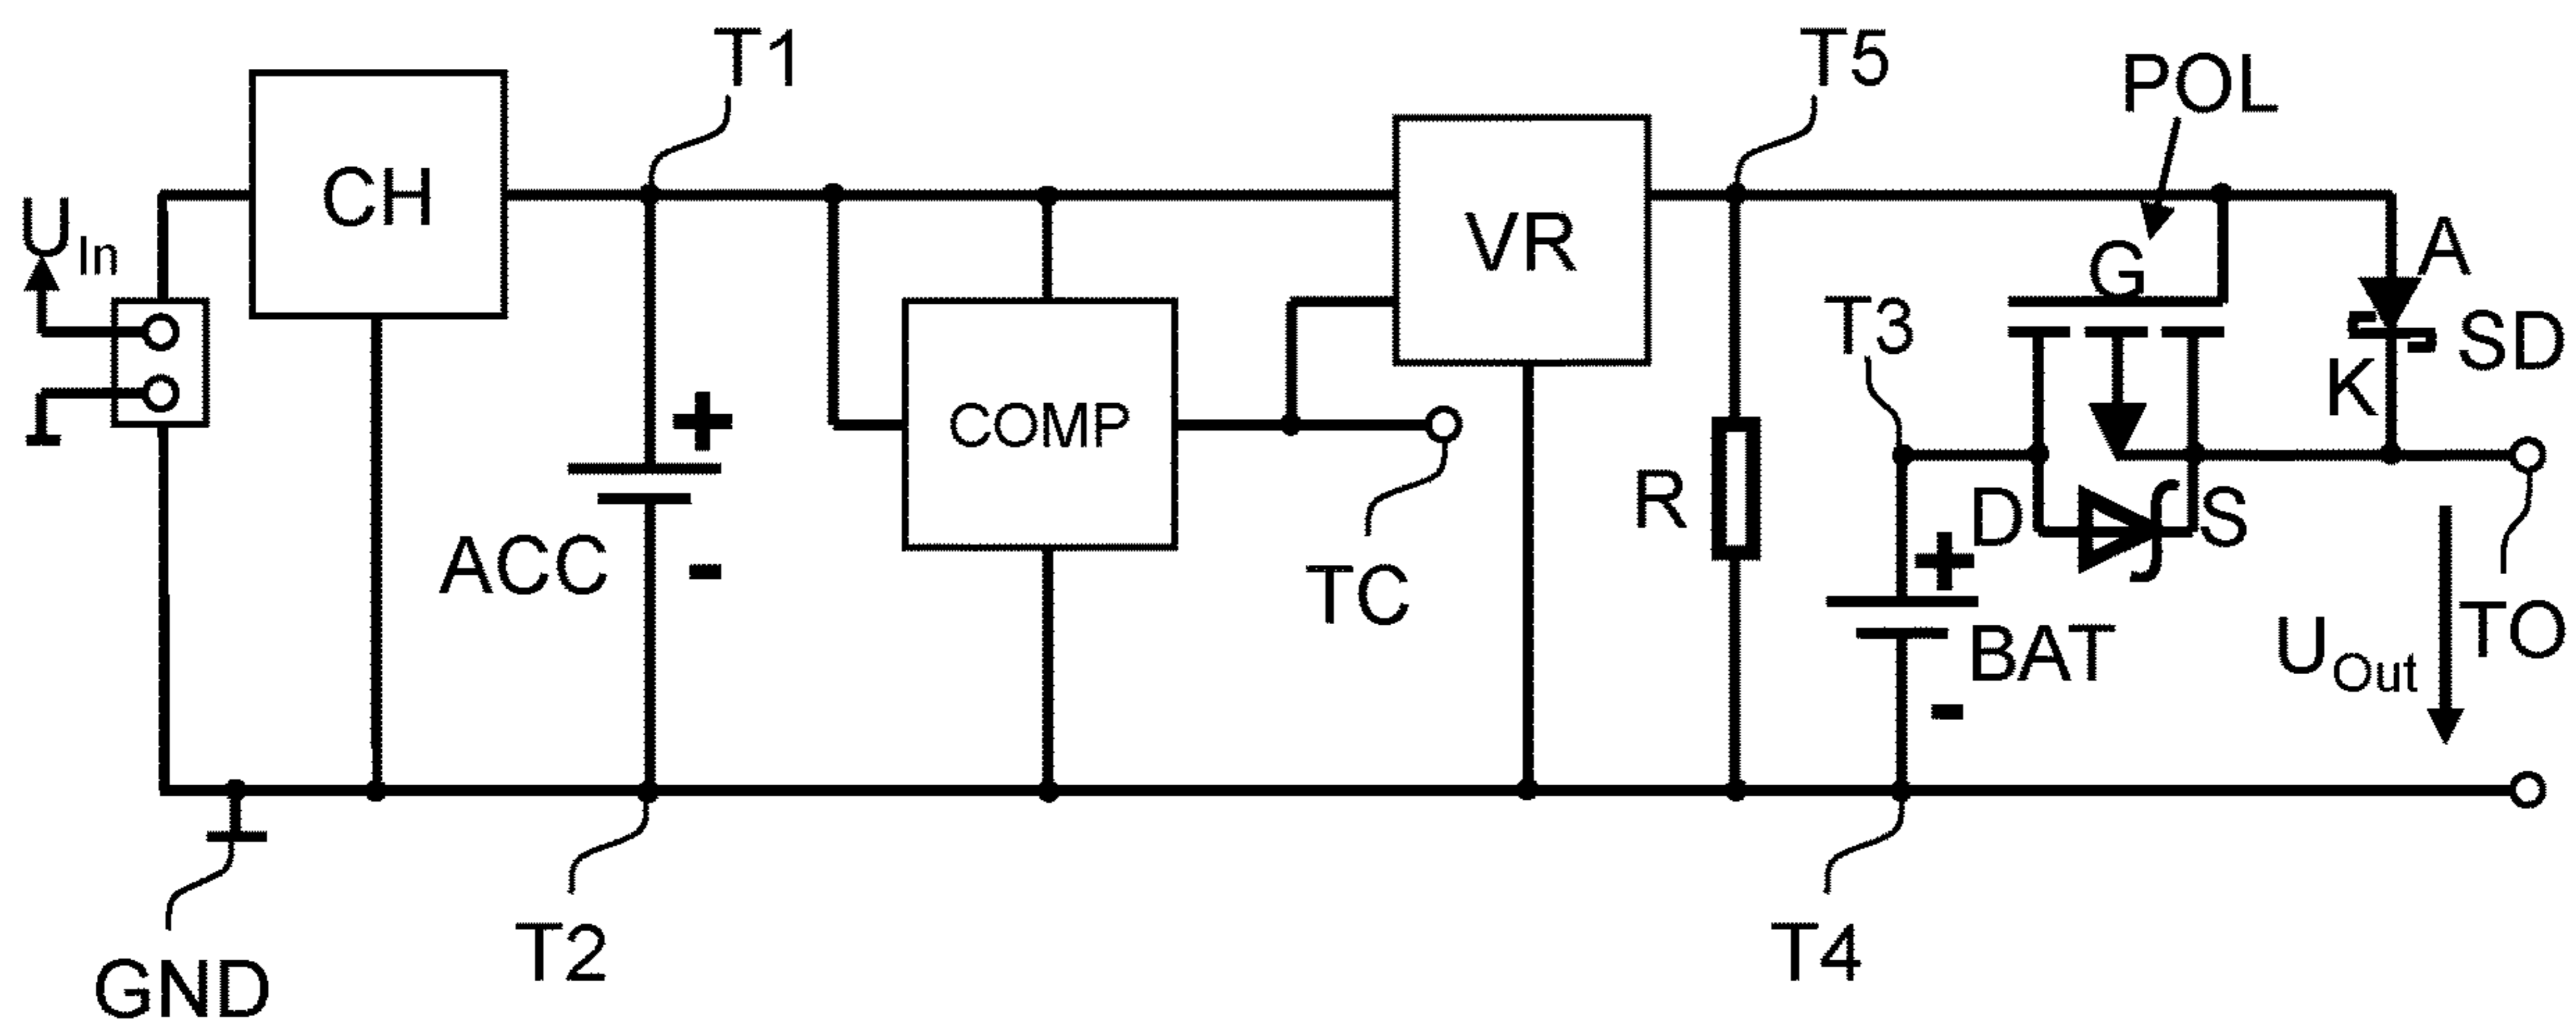 T1
T5
POL
CH
U In
VR
G
A
T3
SD
K
COMP
+
R
D
S
ACC
-
TC
+
BAT
U Out
TO
-
T2
T4
GND